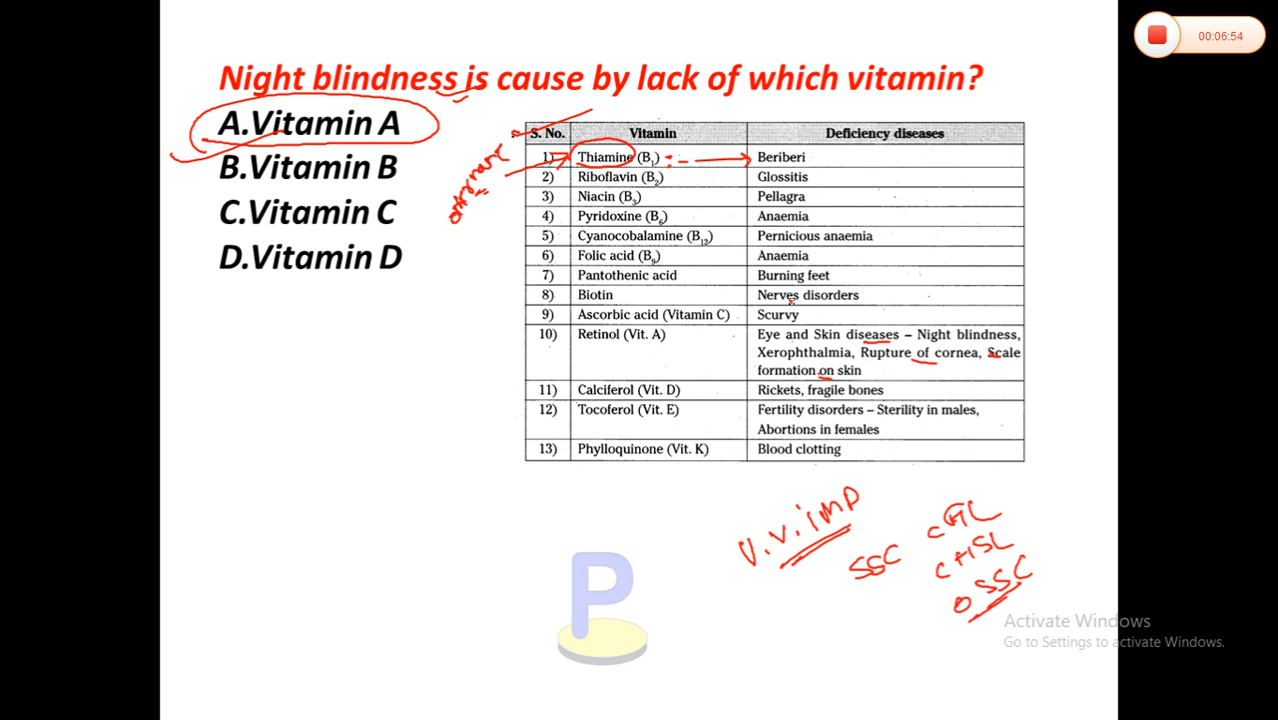 00:06:54
Night blindness is cause by lack of which vitamin?
A.Vitamin A
B.Vitamin B
C.Vitamin C
D.Vitamin D
S. No. Vitamin Deficiency diseases
1) Thiamine (B₁) Beriberi
2) Riboflavin (B₂) Glossitis
3) Niacin (B₃) Pellagra
4) Pyridoxine (B₆) Anaemia
5) Cyanocobalamine (B₁₂) Pernicious anaemia
6) Folic acid (B₉) Anaemia
7) Pantothenic acid Burning feet
8) Biotin Nerves disorders
9) Ascorbic acid (Vitamin C) Scurvy
10) Retinol (Vit. A) Eye and Skin diseases – Night blindness,
Xerophthalmia, Rupture of cornea, Scale
formation on skin
11) Calciferol (Vit. D) Rickets, fragile bones
12) Tocoferol (Vit. E) Fertility disorders – Sterility in males,
Abortions in females
13) Phylloquinone (Vit. K) Blood clotting
V.V.imp
SSC
CGL
CHSL
OSSC
P
Activate Windows
Go to Settings to activate Windows.